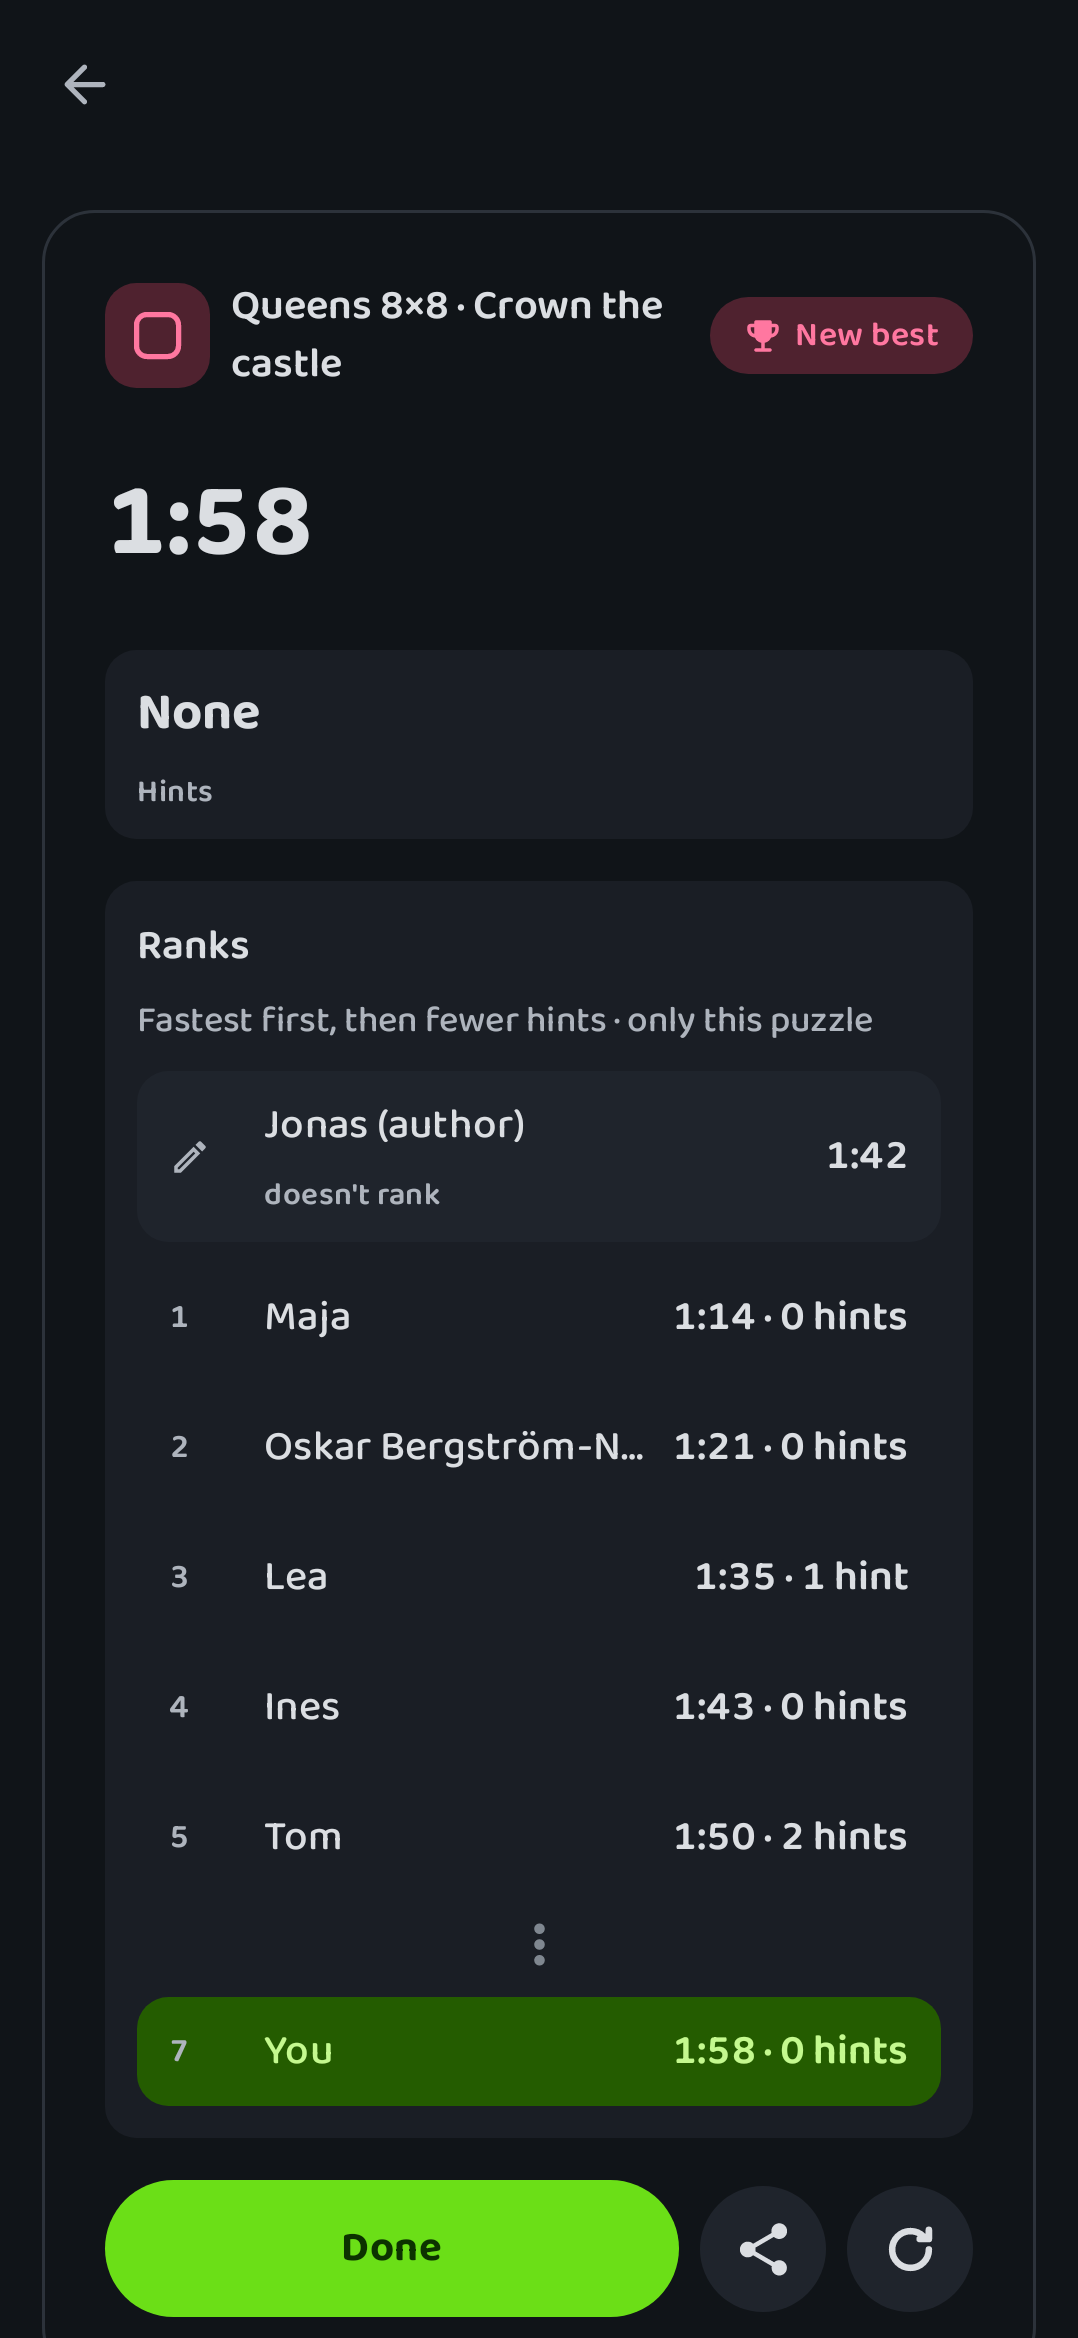 Queens 8×8 · Crown the
castle
New best
1:58
None
Hints
Ranks
Fastest first, then fewer hints · only this puzzle
Jonas (author)
doesn't rank
1:42
1 Maja 1:14 · 0 hints
2 Oskar Bergström-N... 1:21 · 0 hints
3 Lea 1:35 · 1 hint
4 Ines 1:43 · 0 hints
5 Tom 1:50 · 2 hints
7 You 1:58 · 0 hints
Done